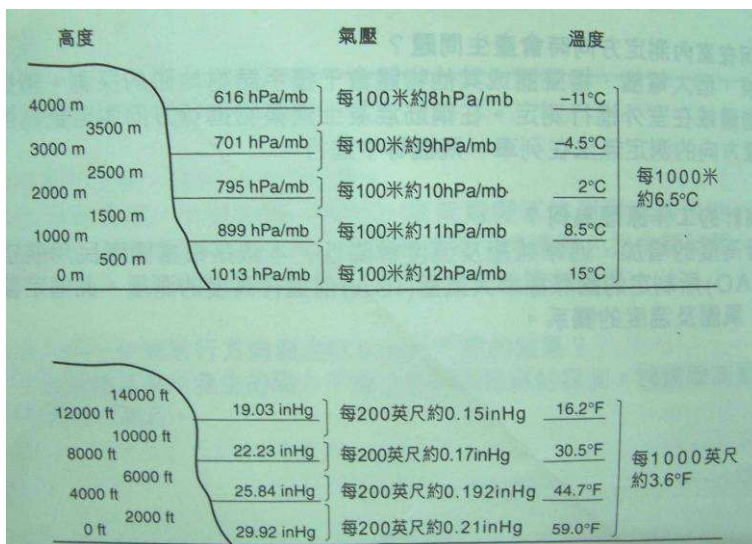 高度 氣壓 溫度
4000 m 616 hPa/mb 每100米約8hPa/mb -11°C
3500 m
3000 m 701 hPa/mb 每100米約9hPa/mb -4.5°C
2500 m
2000 m 795 hPa/mb 每100米約10hPa/mb 2°C
每1000米
約6.5°C
1500 m
1000 m 899 hPa/mb 每100米約11hPa/mb 8.5°C
500 m
0 m 1013 hPa/mb 每100米約12hPa/mb 15°C
14000 ft
12000 ft 19.03 inHg 每200英尺約0.15inHg 16.2°F
10000 ft
8000 ft 22.23 inHg 每200英尺約0.17inHg 30.5°F
每1000英尺
約3.6°F
6000 ft
4000 ft 25.84 inHg 每200英尺約0.192inHg 44.7°F
2000 ft
0 ft 29.92 inHg 每200英尺約0.21inHg 59.0°F